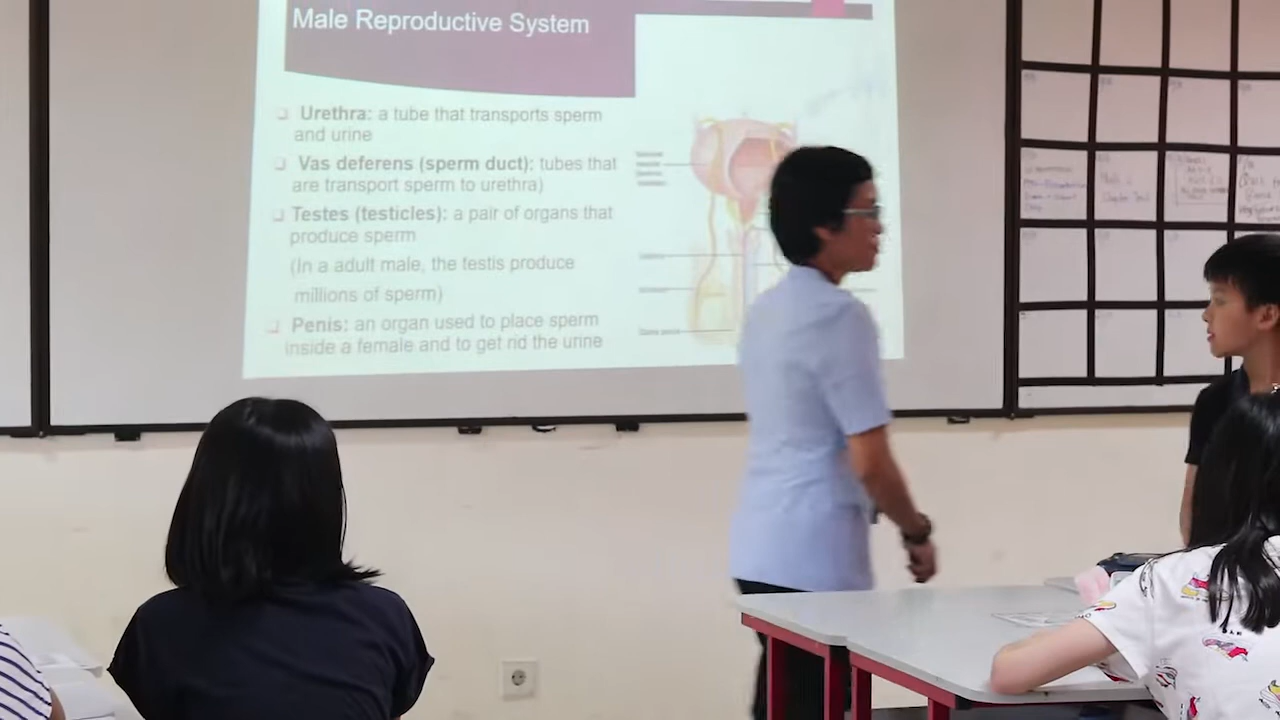 Male Reproductive System
Urethra: a tube that transports sperm
and urine
Vas deferens (sperm duct): tubes that
are transport sperm to urethra)
Testes (testicles): a pair of organs that
produce sperm
(In a adult male, the testis produce
millions of sperm)
Penis: an organ used to place sperm
inside a female and to get rid the urine